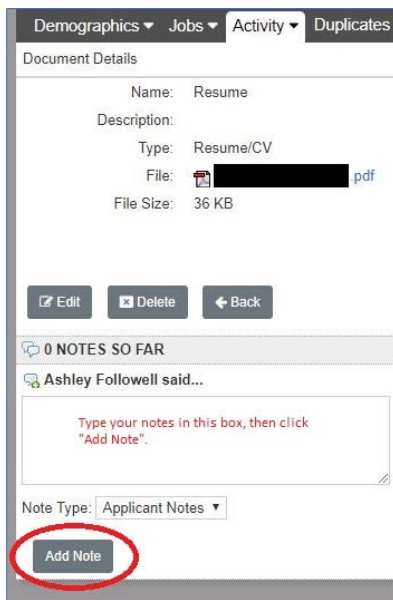 Demographics Jobs Activity Duplicates
Document Details
Name: Resume
Description:
Type: Resume/CV
File: .pdf
File Size: 36 KB
Edit Delete Back
0 NOTES SO FAR
Ashley Followell said...
Type your notes in this box, then click
"Add Note".
Note Type: Applicant Notes
Add Note